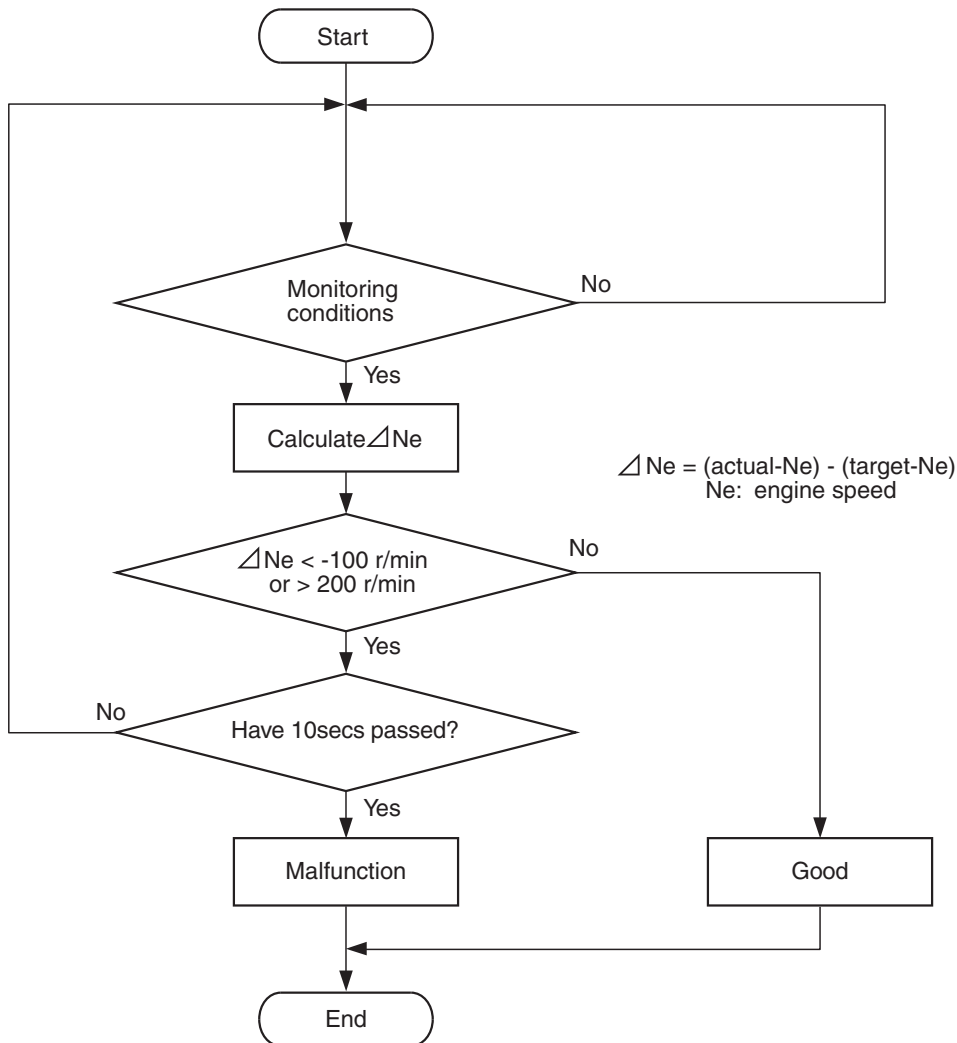 Start
Monitoring
conditions
No
Yes
Calculate⊿Ne
⊿Ne = (actual-Ne) - (target-Ne)
Ne: engine speed
⊿Ne < -100 r/min
or > 200 r/min
No
Yes
No
Have 10secs passed?
Yes
Malfunction
Good
End